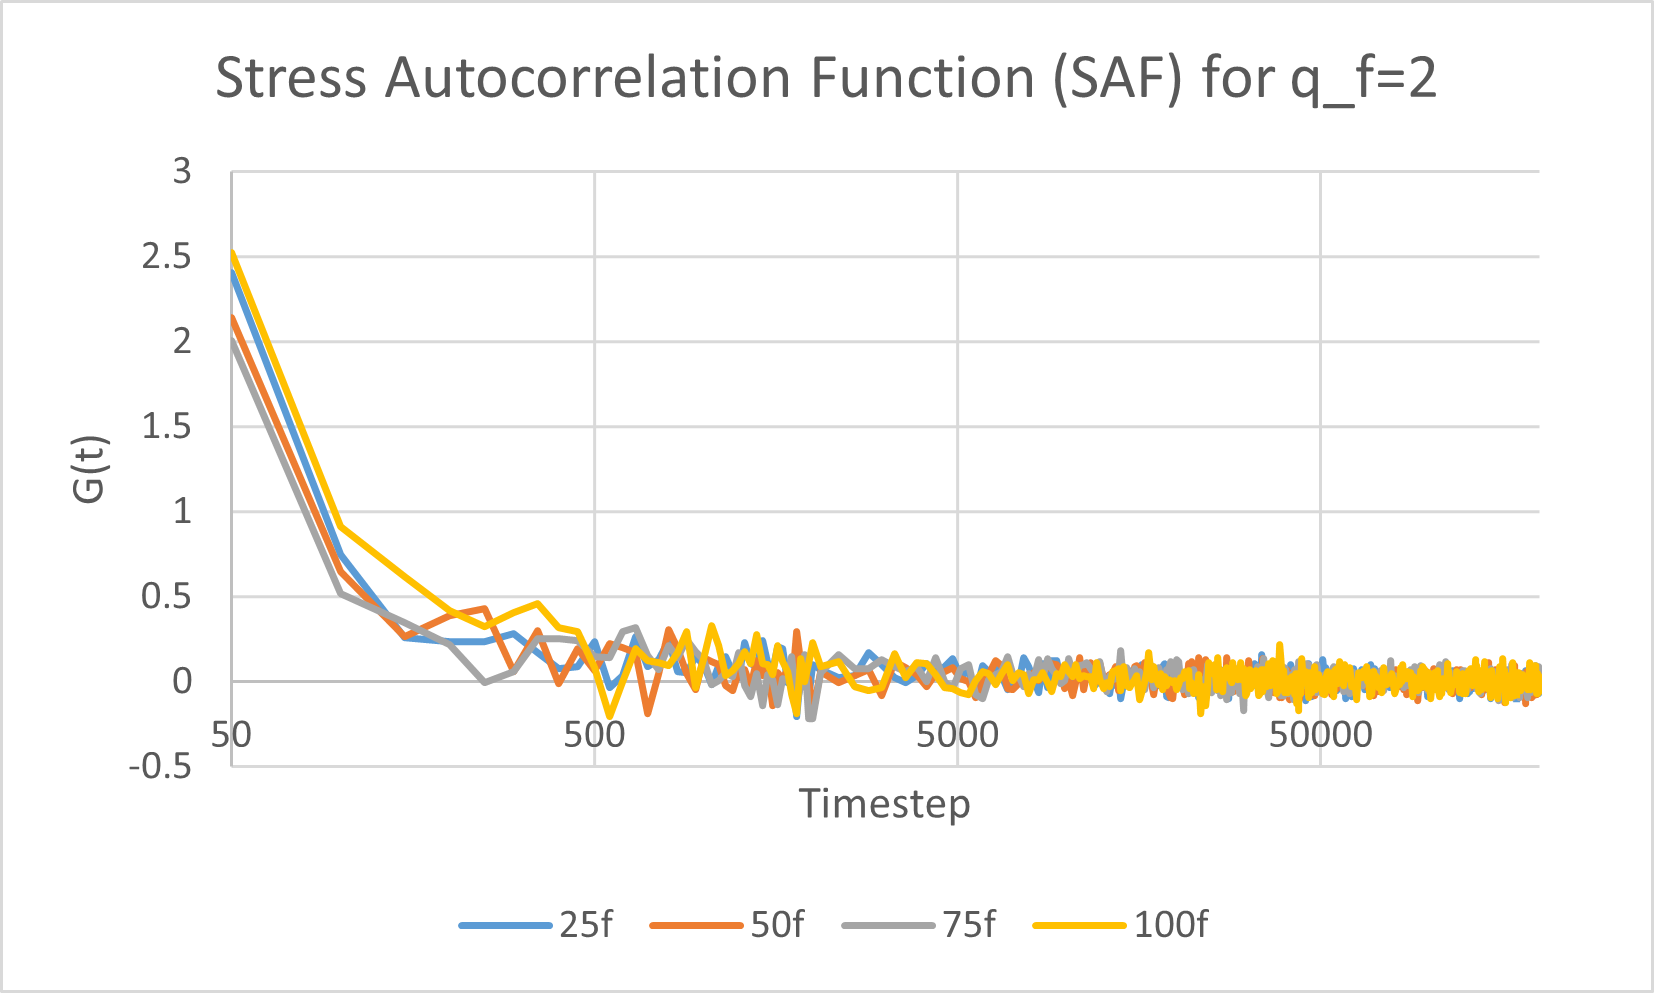 Stress Autocorrelation Function (SAF) for q_f=2
3
2.5
2
1.5
1
0.5
0
-0.5
G(t)
50 500 5000 50000
Timestep
25f 50f 75f 100f